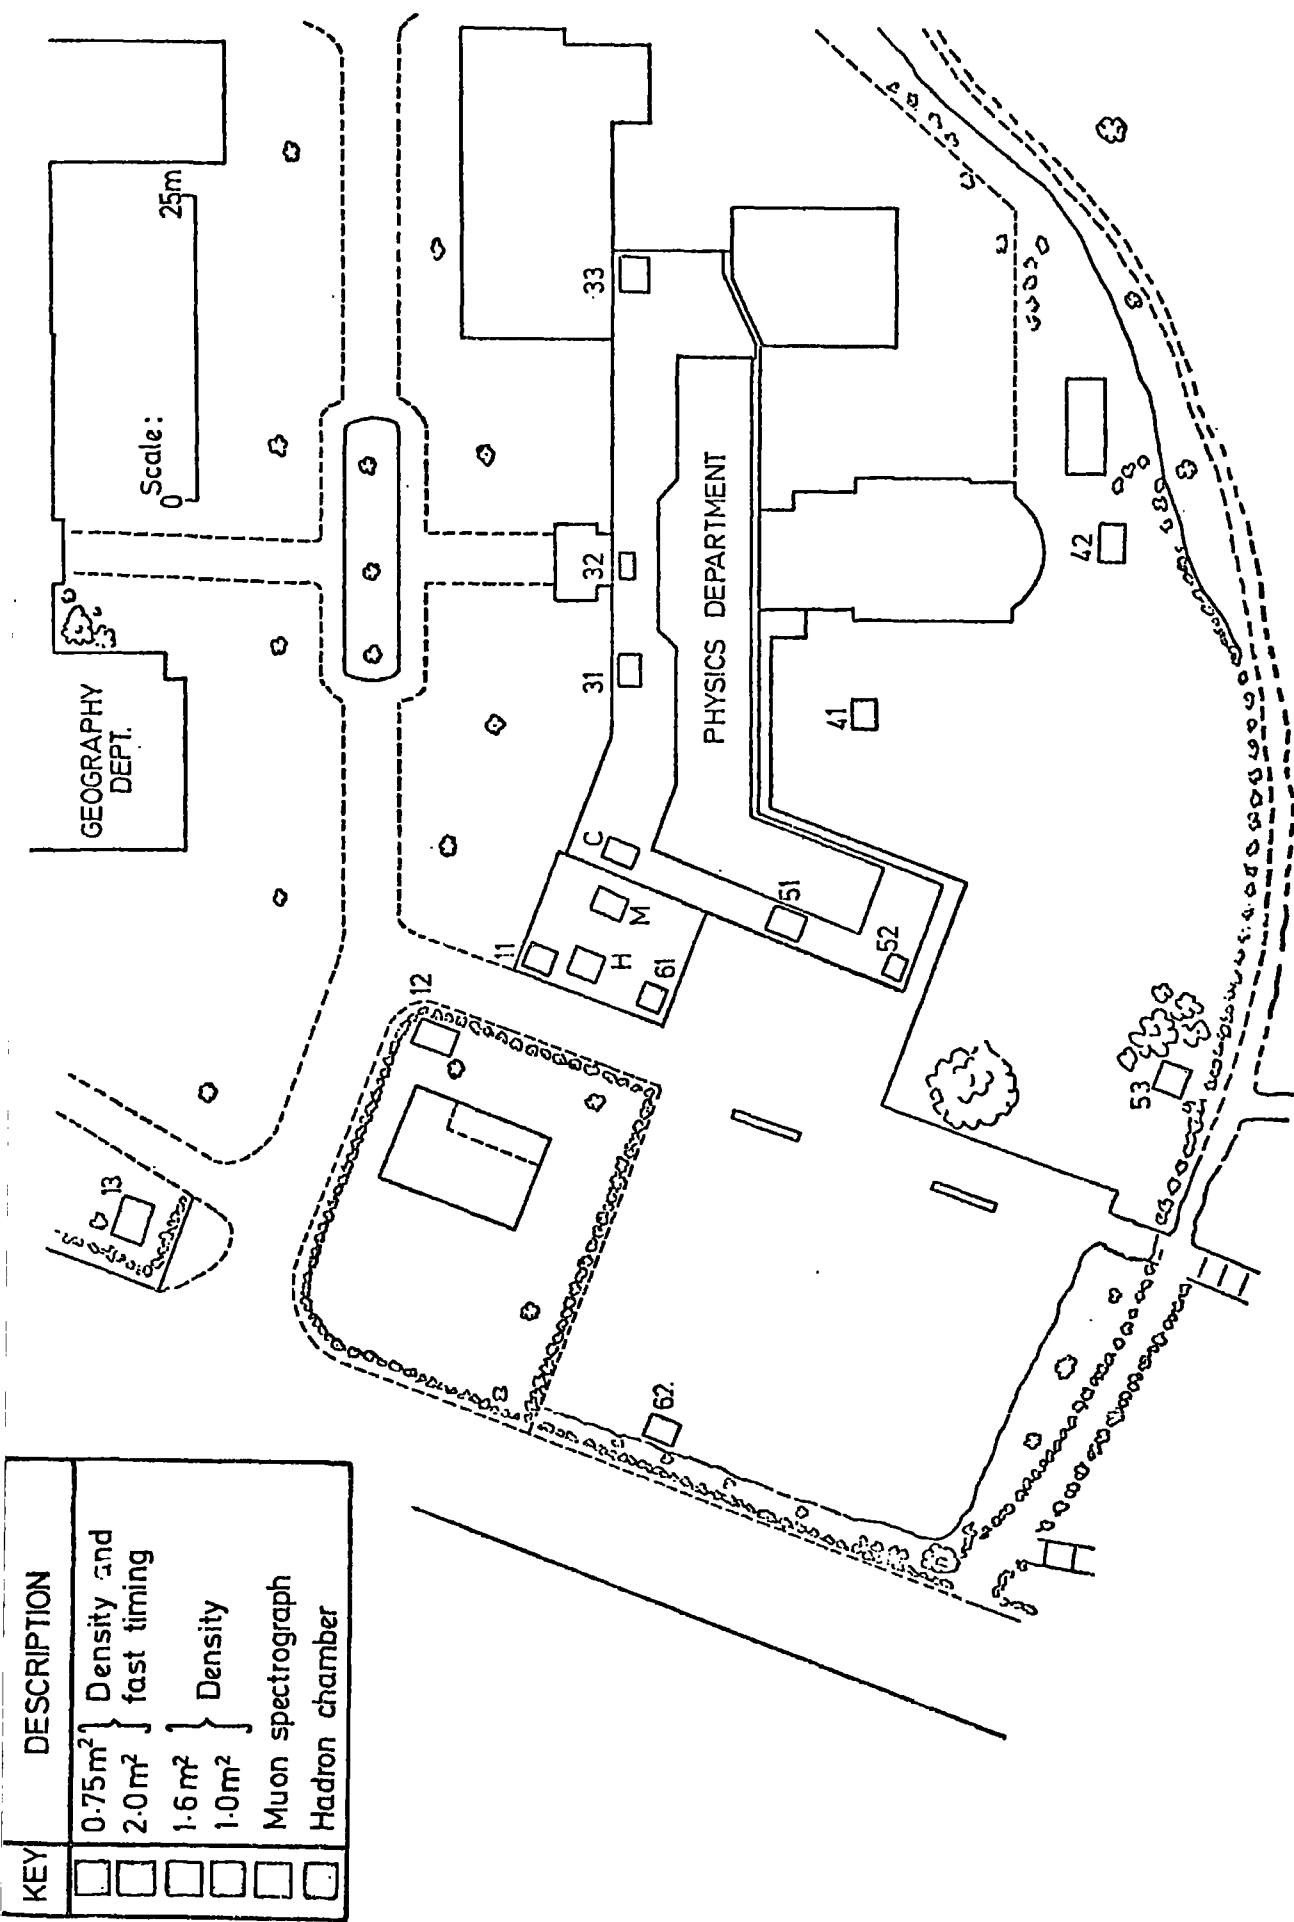 KEY DESCRIPTION
0·75m² } Density and
2·0m² } fast timing
1·6m² } Density
1·0m²
Muon spectrograph
Hadron chamber
GEOGRAPHY
DEPT.
Scale:
0 25m
13
12
11
H
M
C
61
62.
31
32
33
PHYSICS DEPARTMENT
51
52
53
41
42